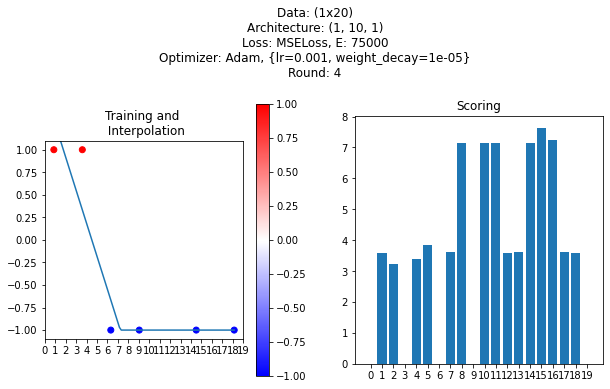 Data: (1x20)
Architecture: (1, 10, 1)
Loss: MSELoss, E: 75000
Optimizer: Adam, {lr=0.001, weight_decay=1e-05}
Round: 4
Training and
Interpolation
1.00
0.75
0.50
0.25
0.00
−0.25
−0.50
−0.75
−1.00
0 1 2 3 4 5 6 7 8 9 10 11 12 13 14 15 16 17 18 19
1.00
0.75
0.50
0.25
0.00
−0.25
−0.50
−0.75
−1.00
Scoring
8
7
6
5
4
3
2
1
0
0 1 2 3 4 5 6 7 8 9 10 11 12 13 14 15 16 17 18 19